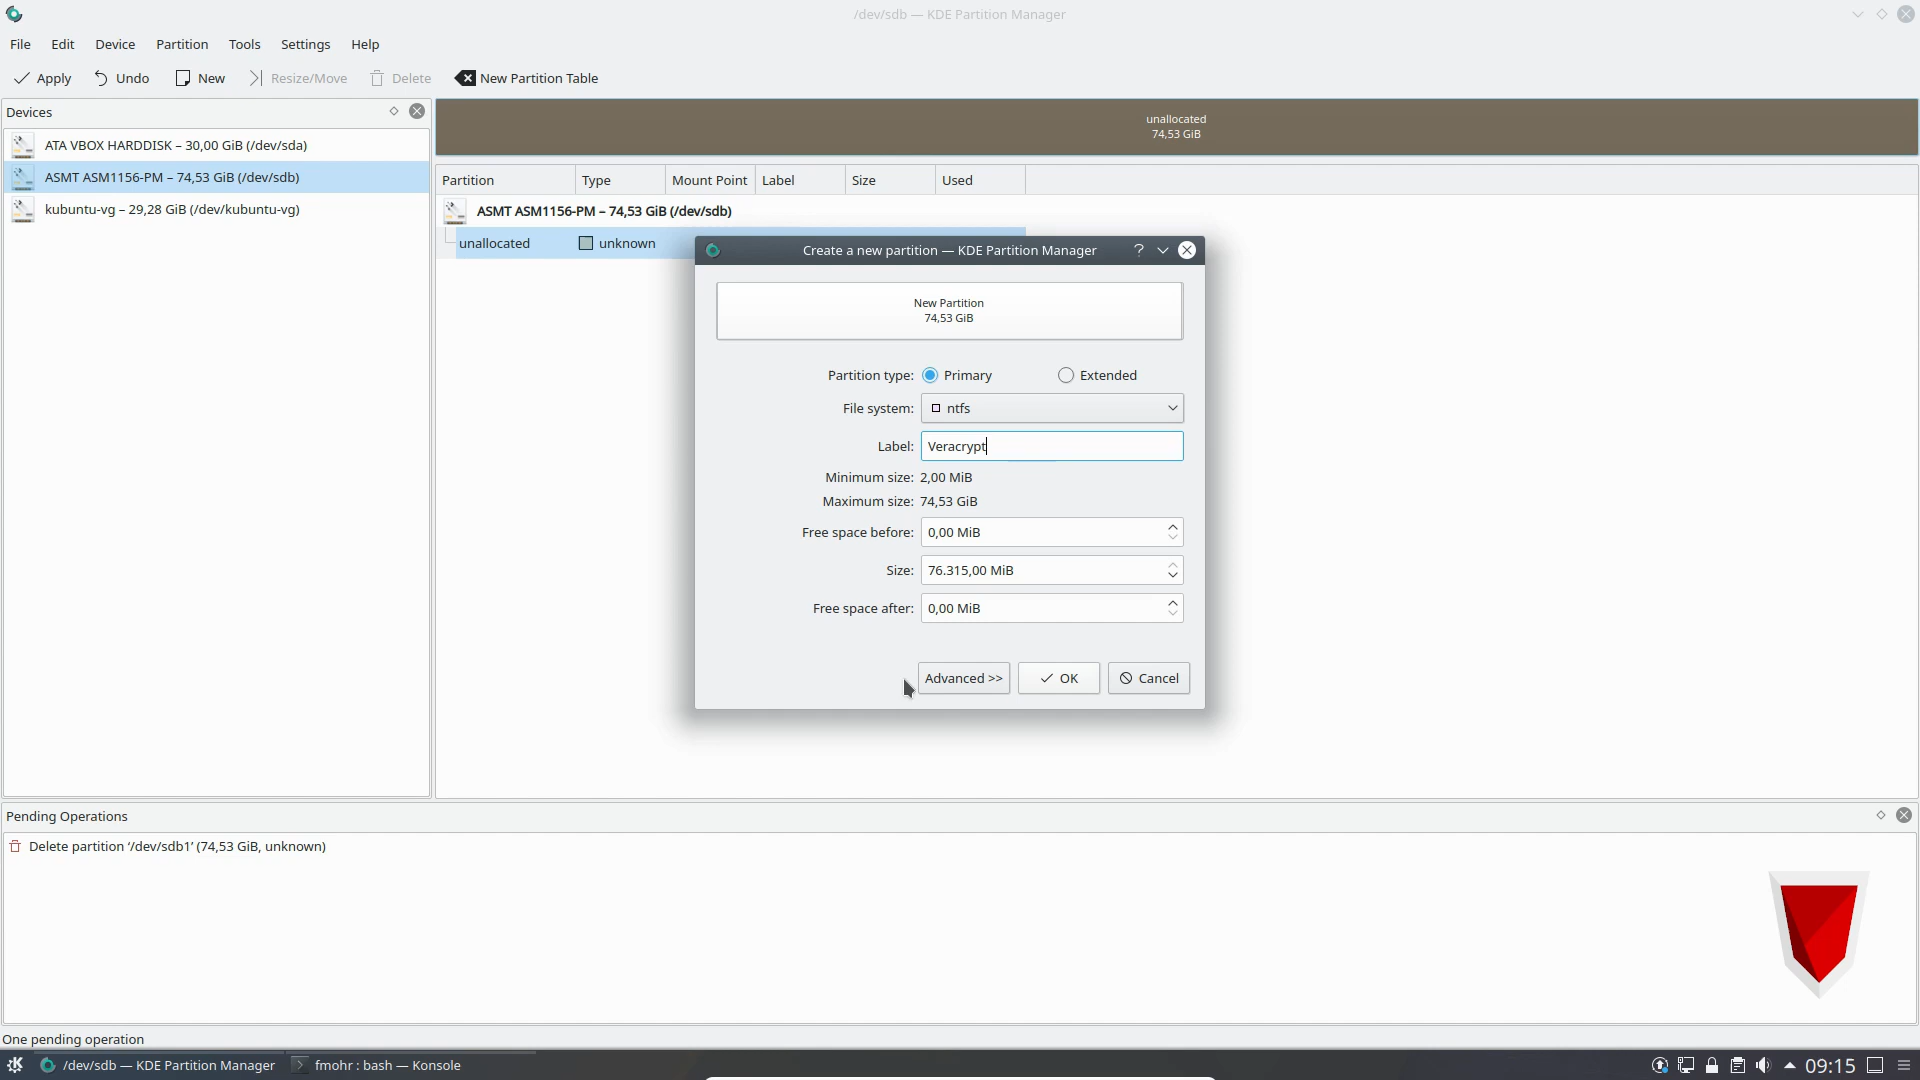 /dev/sdb — KDE Partition Manager
File Edit Device Partition Tools Settings Help
Apply Undo New Resize/Move Delete New Partition Table
Devices
ATA VBOX HARDDISK – 30,00 GiB (/dev/sda)
ASMT ASM1156-PM – 74,53 GiB (/dev/sdb)
kubuntu-vg – 29,28 GiB (/dev/kubuntu-vg)
unallocated
74,53 GiB
Partition Type Mount Point Label Size Used
ASMT ASM1156-PM – 74,53 GiB (/dev/sdb)
unallocated unknown
Create a new partition — KDE Partition Manager ?
New Partition
74,53 GiB
Partition type: Primary Extended
File system: ntfs
Label: Veracrypt
Minimum size: 2,00 MiB
Maximum size: 74,53 GiB
Free space before: 0,00 MiB
Size: 76.315,00 MiB
Free space after: 0,00 MiB
Advanced >> OK Cancel
Pending Operations
Delete partition ‘/dev/sdb1’ (74,53 GiB, unknown)
One pending operation
/dev/sdb — KDE Partition Manager fmohr : bash — Konsole 09:15